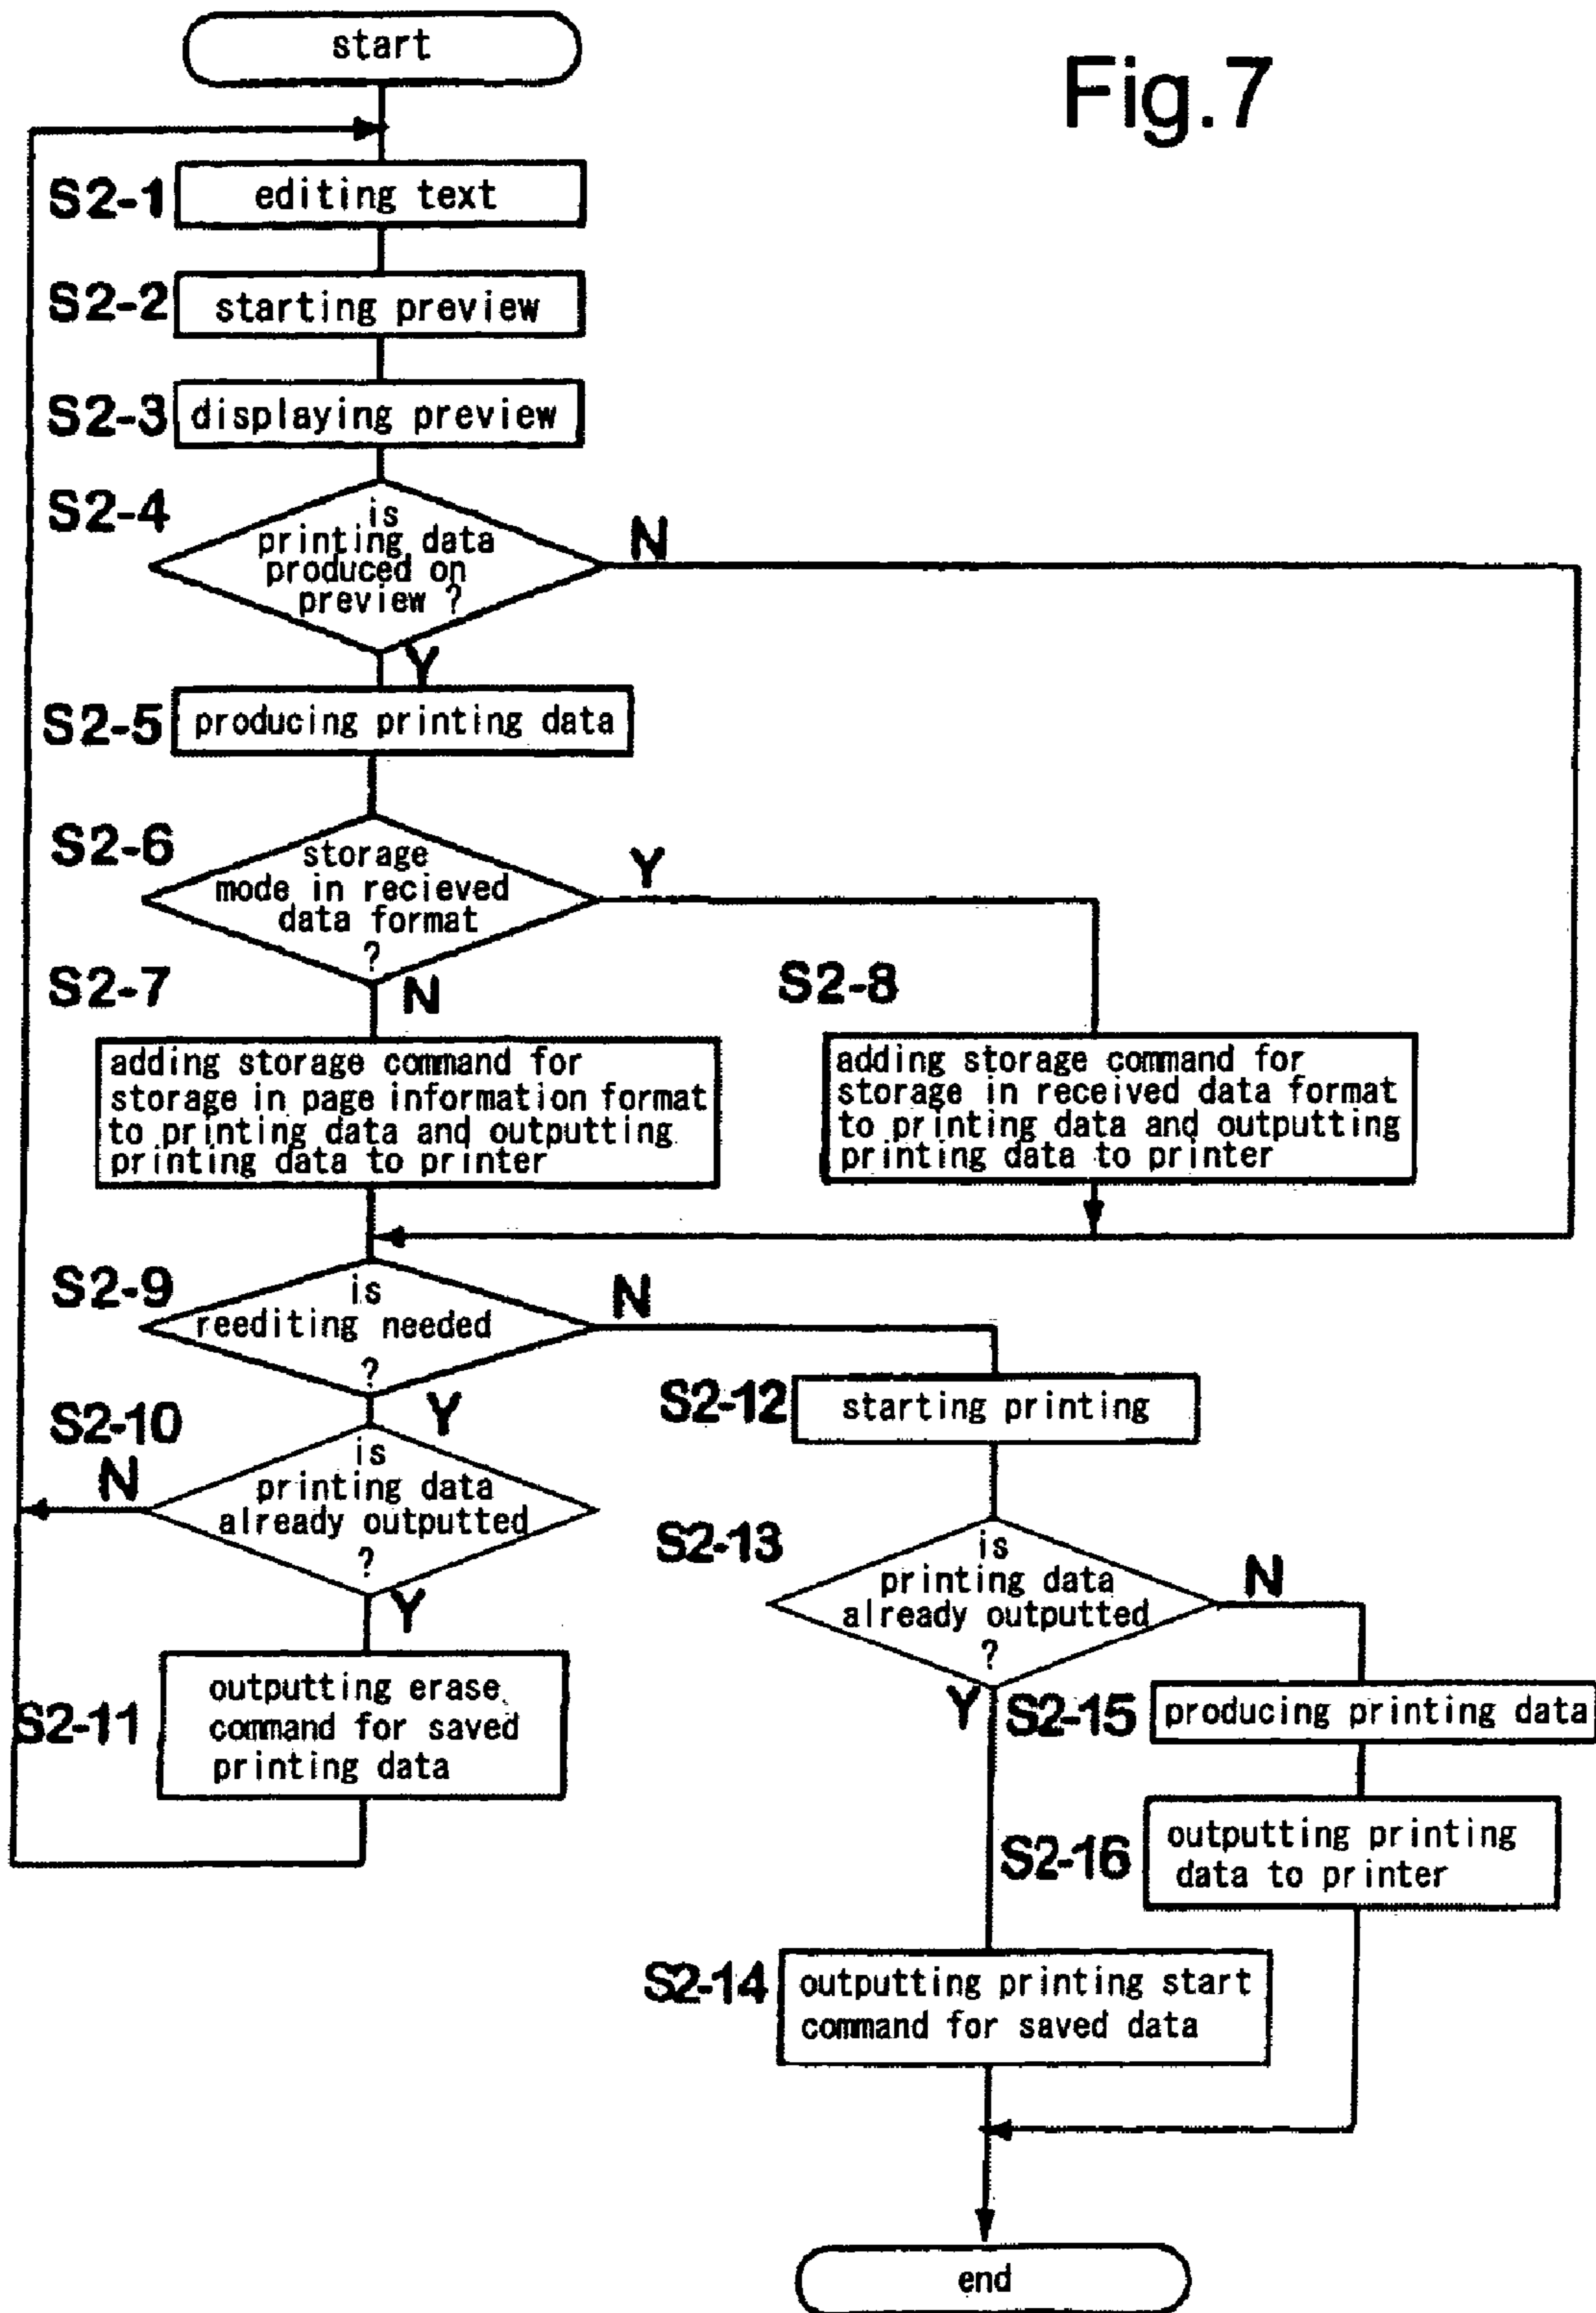 start
Fig.7
S2-1
editing text
S2-2
starting preview
S2-3
displaying preview
S2-4
is
printing data
produced on
preview ?
N
Y
S2-5
producing printing data
S2-6
storage
mode in recieved
data format
?
Y
N
S2-7
adding storage command for
storage in page information format
to printing data and outputting
printing data to printer
S2-8
adding storage command for
storage in received data format
to printing data and outputting
printing data to printer
S2-9
is
reediting needed
?
N
Y
S2-10
is
printing data
already outputted
?
N
Y
S2-11
outputting erase
command for saved
printing data
S2-12
starting printing
S2-13
is
printing data
already outputted
?
N
Y
S2-15
producing printing data
S2-16
outputting printing
data to printer
S2-14
outputting printing start
command for saved data
end